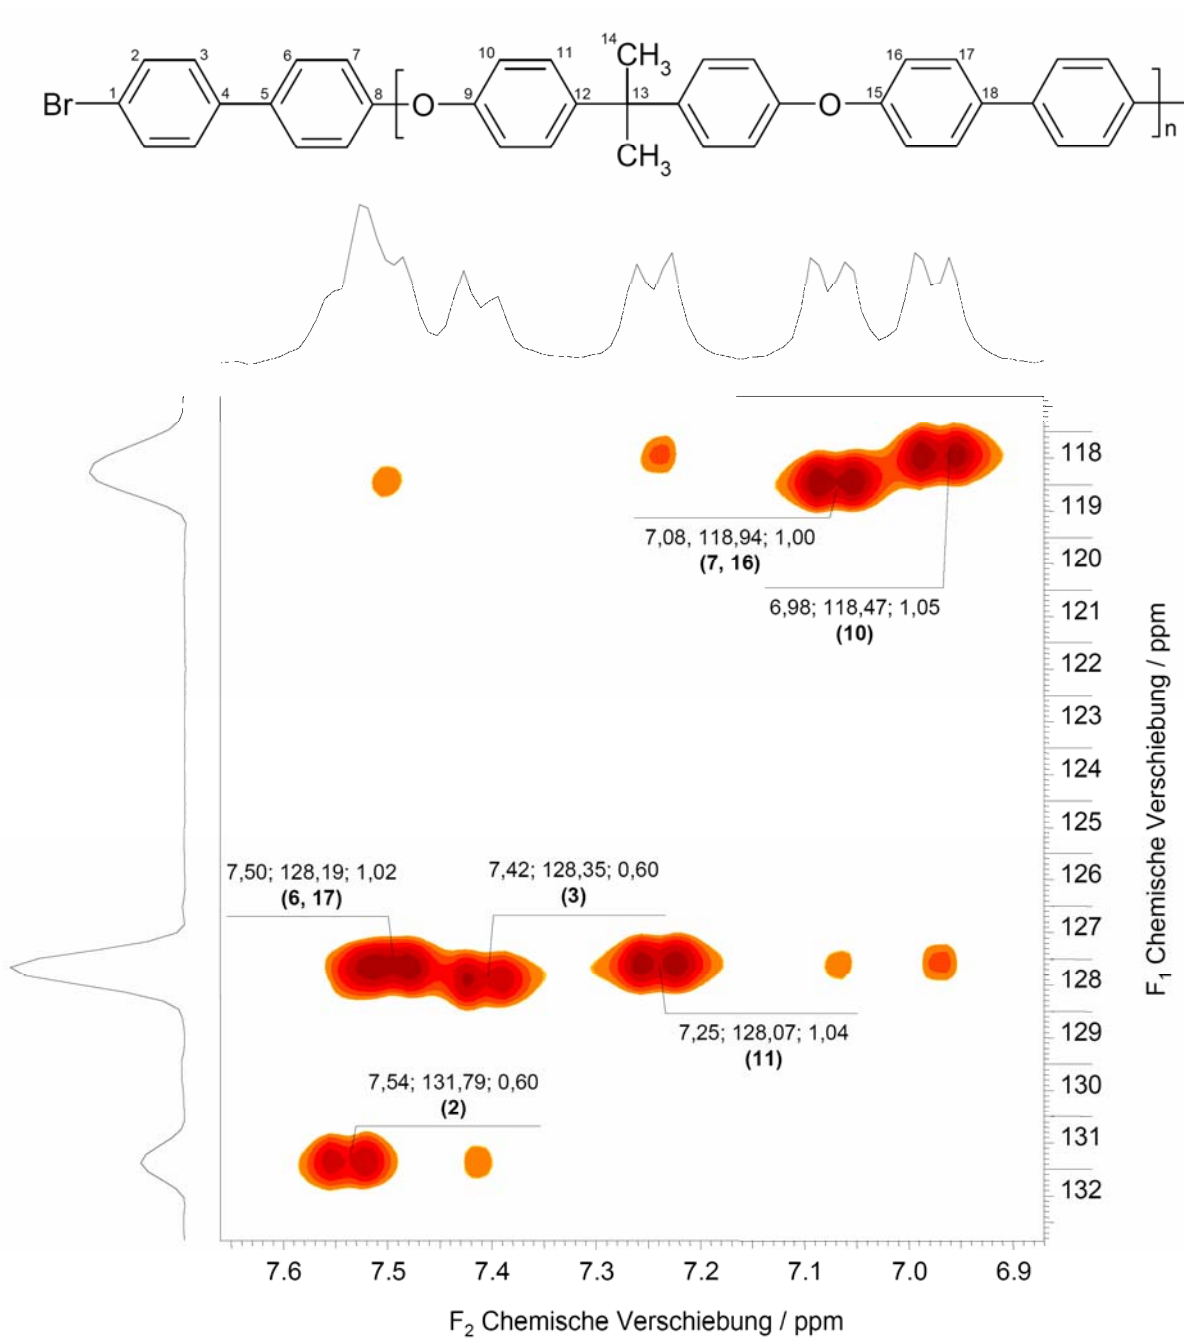 14
CH₃
2 3 6 7 10 11 16 17
Br 1 4 5 8 O 9 12 13 O 15 18
n
CH₃
118
119
7,08, 118,94; 1,00
(7, 16)
120
6,98; 118,47; 1,05
(10)
121
122
123
124
125
126
7,50; 128,19; 1,02
(6, 17)
7,42; 128,35; 0,60
(3)
127
128
129
7,25; 128,07; 1,04
(11)
130
7,54; 131,79; 0,60
(2)
131
132
F₁ Chemische Verschiebung / ppm
7.6 7.5 7.4 7.3 7.2 7.1 7.0 6.9
F₂ Chemische Verschiebung / ppm